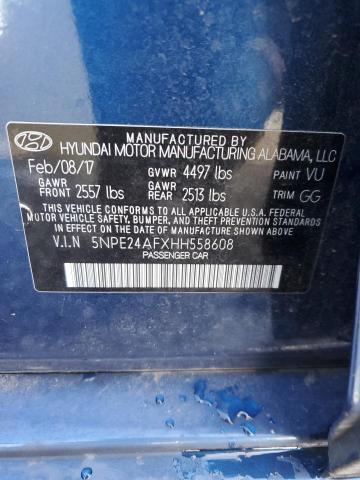 MANUFACTURED BY
HYUNDAI MOTOR MANUFACTURING ALABAMA, LLC
Feb/08/17 GVWR 4497 lbs PAINT VU
GAWR FRONT 2557 lbs GAWR REAR 2513 lbs TRIM GG
THIS VEHICLE CONFORMS TO ALL APPLICABLE U.S.A. FEDERAL
MOTOR VEHICLE SAFETY, BUMPER, AND THEFT PREVENTION
STANDARDS IN EFFECT ON THE DATE OF MANUFACTURE SHOWN ABOVE.
V.I.N 5NPE24AFXHH558608
PASSENGER CAR